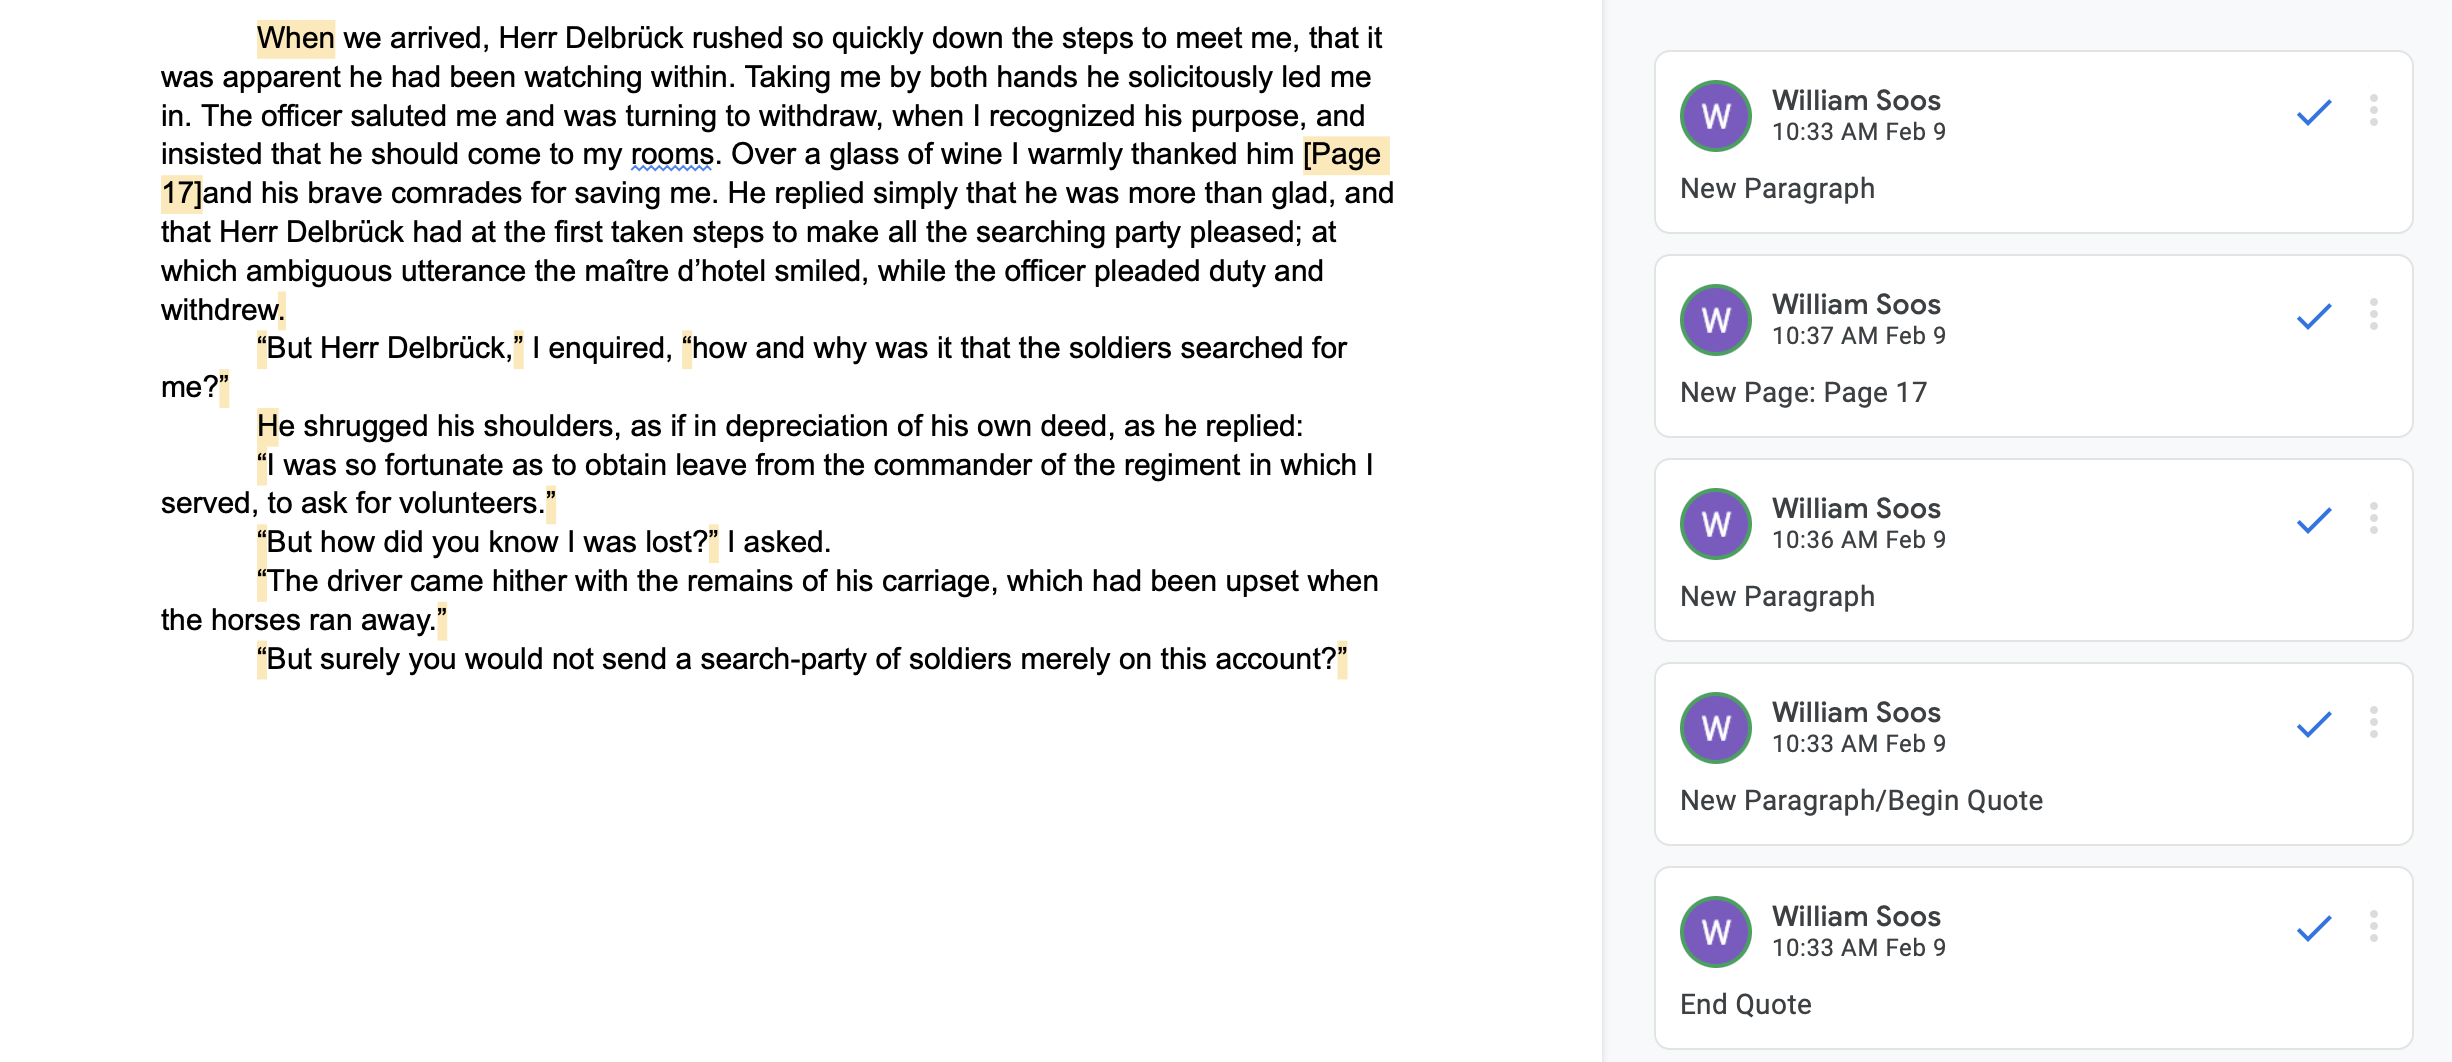 When we arrived, Herr Delbrück rushed so quickly down the steps to meet me, that it
was apparent he had been watching within. Taking me by both hands he solicitously led me
in. The officer saluted me and was turning to withdraw, when I recognized his purpose, and
insisted that he should come to my rooms. Over a glass of wine I warmly thanked him [Page
17]and his brave comrades for saving me. He replied simply that he was more than glad, and
that Herr Delbrück had at the first taken steps to make all the searching party pleased; at
which ambiguous utterance the maître d’hotel smiled, while the officer pleaded duty and
withdrew.
“But Herr Delbrück,” I enquired, “how and why was it that the soldiers searched for
me?”
He shrugged his shoulders, as if in depreciation of his own deed, as he replied:
“I was so fortunate as to obtain leave from the commander of the regiment in which I
served, to ask for volunteers.”
“But how did you know I was lost?” I asked.
“The driver came hither with the remains of his carriage, which had been upset when
the horses ran away.”
“But surely you would not send a search-party of soldiers merely on this account?”
W
William Soos
10:33 AM Feb 9
New Paragraph
W
William Soos
10:37 AM Feb 9
New Page: Page 17
W
William Soos
10:36 AM Feb 9
New Paragraph
W
William Soos
10:33 AM Feb 9
New Paragraph/Begin Quote
W
William Soos
10:33 AM Feb 9
End Quote